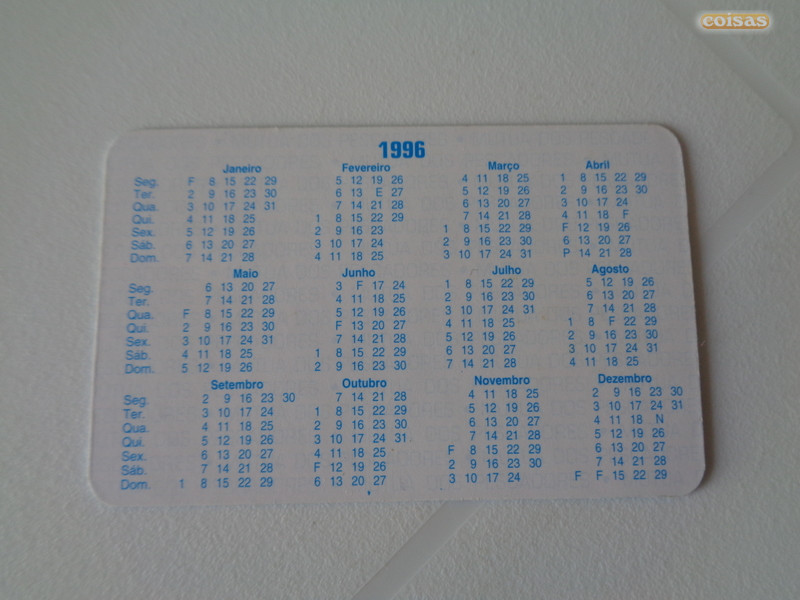 coisas
1996
Janeiro Fevereiro Março Abril
Seg. F 8 15 22 29 5 12 19 26 4 11 18 25 1 8 15 22 29
Ter. 2 9 16 23 30 6 13 E 27 5 12 19 26 2 9 16 23 30
Qua. 3 10 17 24 31 7 14 21 28 6 13 20 27 3 10 17 24
Qui. 4 11 18 25 1 8 15 22 29 7 14 21 28 4 11 18 F
Sex. 5 12 19 26 2 9 16 23 1 8 15 22 29 F 12 19 26
Sáb. 6 13 20 27 3 10 17 24 2 9 16 23 30 6 13 20 27
Dom. 7 14 21 28 4 11 18 25 3 10 17 24 31 P 14 21 28
Maio Junho Julho Agosto
Seg. 6 13 20 27 3 F 17 24 1 8 15 22 29 5 12 19 26
Ter. 7 14 21 28 4 11 18 25 2 9 16 23 30 6 13 20 27
Qua. F 8 15 22 29 5 12 19 26 3 10 17 24 31 7 14 21 28
Qui. 2 9 16 23 30 F 13 20 27 4 11 18 25 1 8 F 22 29
Sex. 3 10 17 24 31 7 14 21 28 5 12 19 26 2 9 16 23 30
Sáb. 4 11 18 25 1 8 15 22 29 6 13 20 27 3 10 17 24 31
Dom. 5 12 19 26 2 9 16 23 30 7 14 21 28 4 11 18 25
Setembro Outubro Novembro Dezembro
Seg. 2 9 16 23 30 7 14 21 28 4 11 18 25 2 9 16 23 30
Ter. 3 10 17 24 1 8 15 22 29 5 12 19 26 3 10 17 24 31
Qua. 4 11 18 25 2 9 16 23 30 6 13 20 27 4 11 18 N
Qui. 5 12 19 26 3 10 17 24 31 7 14 21 28 5 12 19 26
Sex. 6 13 20 27 4 11 18 25 F 8 15 22 29 6 13 20 27
Sáb. 7 14 21 28 F 12 19 26 2 9 16 23 30 7 14 21 28
Dom. 1 8 15 22 29 6 13 20 27 3 10 17 24 F F 15 22 29